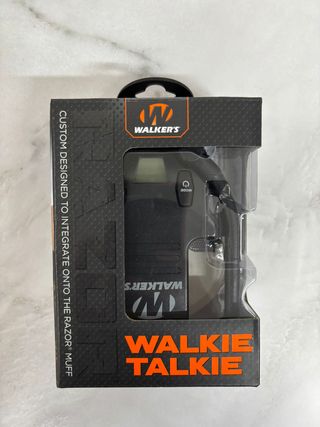 WALKER'S
RAZOR
CUSTOM DESIGNED TO INTEGRATE ONTO THE RAZOR® MUFF
WALKER'S
WALKIE
TALKIE